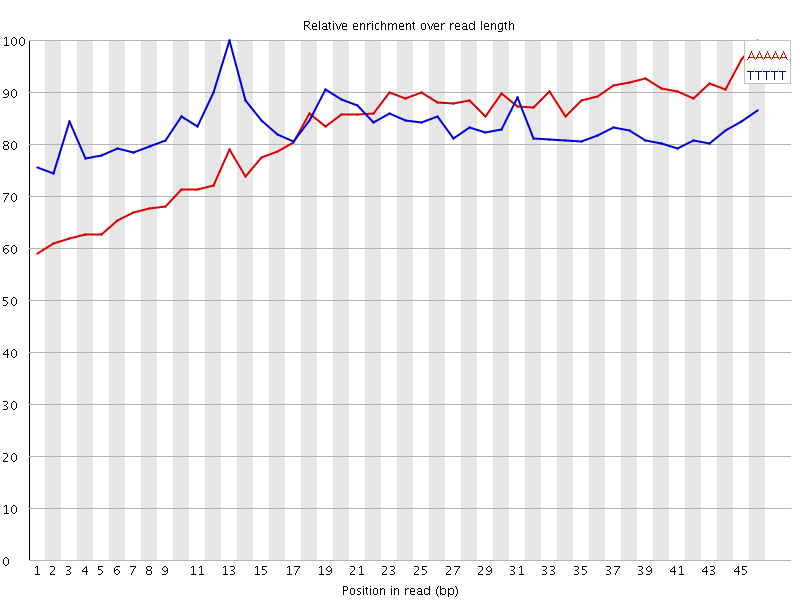 Relative enrichment over read length
100
90
80
70
60
50
40
30
20
10
0
AAAAA
TTTTT
1 2 3 4 5 6 7 8 9 11 13 15 17 19 21 23 25 27 29 31 33 35 37 39 41 43 45
Position in read (bp)